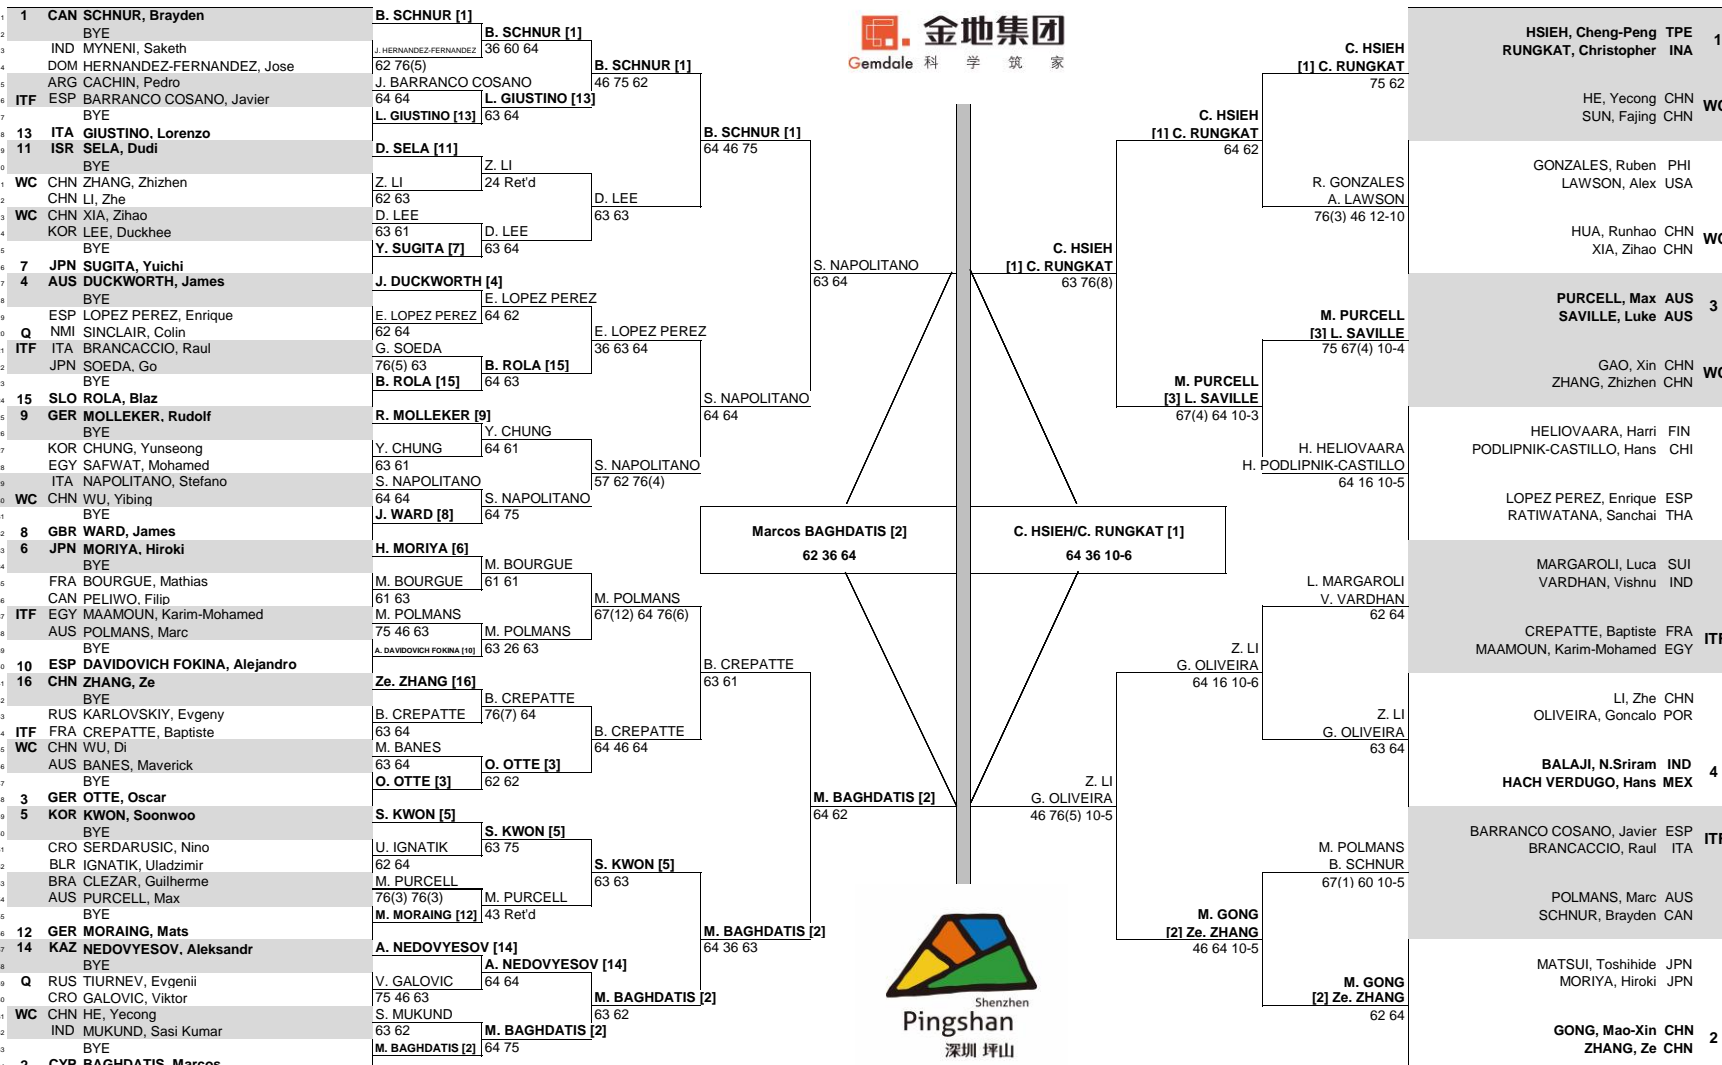 1 CAN SCHNUR, Brayden
BYE
IND MYNENI, Saketh
DOM HERNANDEZ-FERNANDEZ, Jose
ARG CACHIN, Pedro
ITF ESP BARRANCO COSANO, Javier
BYE
13 ITA GIUSTINO, Lorenzo
11 ISR SELA, Dudi
BYE
WC CHN ZHANG, Zhizhen
CHN LI, Zhe
WC CHN XIA, Zihao
KOR LEE, Duckhee
BYE
7 JPN SUGITA, Yuichi
4 AUS DUCKWORTH, James
BYE
ESP LOPEZ PEREZ, Enrique
Q NMI SINCLAIR, Colin
ITF ITA BRANCACCIO, Raul
JPN SOEDA, Go
BYE
15 SLO ROLA, Blaz
9 GER MOLLEKER, Rudolf
BYE
KOR CHUNG, Yunseong
EGY SAFWAT, Mohamed
ITA NAPOLITANO, Stefano
WC CHN WU, Yibing
BYE
8 GBR WARD, James
6 JPN MORIYA, Hiroki
BYE
FRA BOURGUE, Mathias
CAN PELIWO, Filip
ITF EGY MAAMOUN, Karim-Mohamed
AUS POLMANS, Marc
BYE
10 ESP DAVIDOVICH FOKINA, Alejandro
16 CHN ZHANG, Ze
BYE
RUS KARLOVSKIY, Evgeny
ITF FRA CREPATTE, Baptiste
WC CHN WU, Di
AUS BANES, Maverick
BYE
3 GER OTTE, Oscar
5 KOR KWON, Soonwoo
BYE
CRO SERDARUSIC, Nino
BLR IGNATIK, Uladzimir
BRA CLEZAR, Guilherme
AUS PURCELL, Max
BYE
12 GER MORAING, Mats
14 KAZ NEDOVYESOV, Aleksandr
BYE
Q RUS TIURNEV, Evgenii
CRO GALOVIC, Viktor
WC CHN HE, Yecong
IND MUKUND, Sasi Kumar
BYE
2 CYP BAGHDATIS, Marcos
B. SCHNUR [1]
J. HERNANDEZ-FERNANDEZ
62 76(5)
J. BARRANCO COSANO
64 64
L. GIUSTINO [13]
D. SELA [11]
Z. LI
62 63
D. LEE
63 61
Y. SUGITA [7]
J. DUCKWORTH [4]
E. LOPEZ PEREZ
62 64
G. SOEDA
76(5) 63
B. ROLA [15]
R. MOLLEKER [9]
Y. CHUNG
63 61
S. NAPOLITANO
64 64
J. WARD [8]
H. MORIYA [6]
M. BOURGUE
61 63
M. POLMANS
75 46 63
A. DAVIDOVICH FOKINA [10]
Ze. ZHANG [16]
B. CREPATTE
63 64
M. BANES
63 64
O. OTTE [3]
S. KWON [5]
U. IGNATIK
62 64
M. PURCELL
76(3) 76(3)
M. MORAING [12]
A. NEDOVYESOV [14]
V. GALOVIC
75 46 63
S. MUKUND
63 62
M. BAGHDATIS [2]
B. SCHNUR [1]
36 60 64
L. GIUSTINO [13]
63 64
Z. LI
24 Ret'd
D. LEE
63 64
E. LOPEZ PEREZ
64 62
B. ROLA [15]
64 63
Y. CHUNG
64 61
S. NAPOLITANO
64 75
M. BOURGUE
61 61
M. POLMANS
63 26 63
B. CREPATTE
76(7) 64
O. OTTE [3]
62 62
S. KWON [5]
63 75
M. PURCELL
43 Ret'd
A. NEDOVYESOV [14]
64 64
M. BAGHDATIS [2]
64 75
B. SCHNUR [1]
46 75 62
D. LEE
63 63
E. LOPEZ PEREZ
36 63 64
S. NAPOLITANO
57 62 76(4)
M. POLMANS
67(12) 64 76(6)
B. CREPATTE
64 46 64
S. KWON [5]
63 63
M. BAGHDATIS [2]
63 62
B. SCHNUR [1]
64 46 75
S. NAPOLITANO
64 64
B. CREPATTE
63 61
M. BAGHDATIS [2]
64 36 63
S. NAPOLITANO
63 64
M. BAGHDATIS [2]
64 62
Marcos BAGHDATIS [2]
62 36 64
金地集团
Gemdale 科 学 筑 家
C. HSIEH/C. RUNGKAT [1]
64 36 10-6
C. HSIEH
[1] C. RUNGKAT
63 76(8)
Z. LI
G. OLIVEIRA
46 76(5) 10-5
C. HSIEH
[1] C. RUNGKAT
64 62
M. PURCELL
[3] L. SAVILLE
67(4) 64 10-3
Z. LI
G. OLIVEIRA
64 16 10-6
M. GONG
[2] Ze. ZHANG
46 64 10-5
C. HSIEH
[1] C. RUNGKAT
75 62
R. GONZALES
A. LAWSON
76(3) 46 12-10
M. PURCELL
[3] L. SAVILLE
75 67(4) 10-4
H. HELIOVAARA
H. PODLIPNIK-CASTILLO
64 16 10-5
L. MARGAROLI
V. VARDHAN
62 64
Z. LI
G. OLIVEIRA
63 64
M. POLMANS
B. SCHNUR
67(1) 60 10-5
M. GONG
[2] Ze. ZHANG
62 64
HSIEH, Cheng-Peng TPE 1
RUNGKAT, Christopher INA
HE, Yecong CHN WC
SUN, Fajing CHN
GONZALES, Ruben PHI
LAWSON, Alex USA
HUA, Runhao CHN WC
XIA, Zihao CHN
PURCELL, Max AUS 3
SAVILLE, Luke AUS
GAO, Xin CHN WC
ZHANG, Zhizhen CHN
HELIOVAARA, Harri FIN
PODLIPNIK-CASTILLO, Hans CHI
LOPEZ PEREZ, Enrique ESP
RATIWATANA, Sanchai THA
MARGAROLI, Luca SUI
VARDHAN, Vishnu IND
CREPATTE, Baptiste FRA ITF
MAAMOUN, Karim-Mohamed EGY
LI, Zhe CHN
OLIVEIRA, Goncalo POR
BALAJI, N.Sriram IND 4
HACH VERDUGO, Hans MEX
BARRANCO COSANO, Javier ESP ITF
BRANCACCIO, Raul ITA
POLMANS, Marc AUS
SCHNUR, Brayden CAN
MATSUI, Toshihide JPN
MORIYA, Hiroki JPN
GONG, Mao-Xin CHN 2
ZHANG, Ze CHN
Shenzhen
Pingshan
深圳 坪山